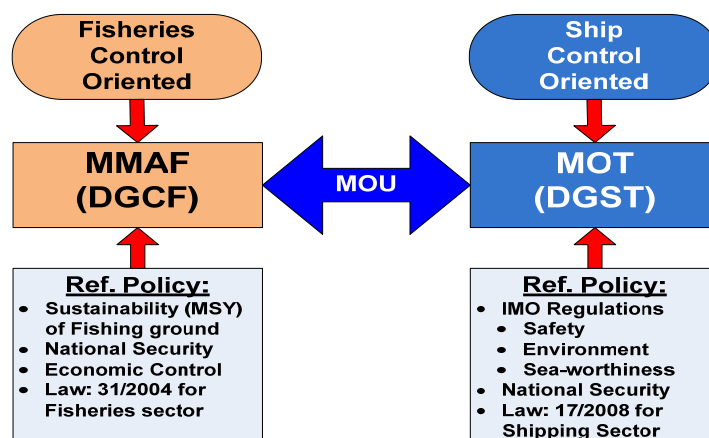 Fisheries
Control
Oriented
Ship
Control
Oriented
MMAF
(DGCF)
MOU
MOT
(DGST)
Ref. Policy:
• Sustainability (MSY)
of Fishing ground
• National Security
• Economic Control
• Law: 31/2004 for
Fisheries sector
Ref. Policy:
• IMO Regulations
• Safety
• Environment
• Sea-worthiness
• National Security
• Law: 17/2008 for
Shipping Sector